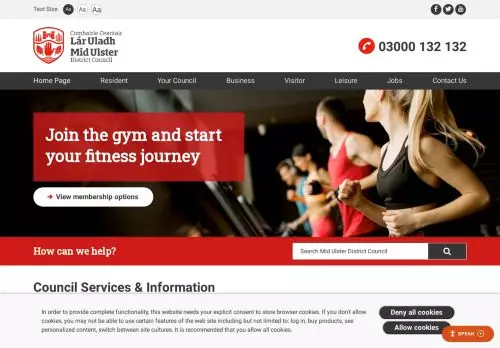 Text Size Aa Aa Aa
Comhairle Ceantair
Lár Uladh
Mid Ulster
District Council
03000 132 132
Home Page Resident Your Council Business Visitor Leisure Jobs Contact Us
Join the gym and start
your fitness journey
View membership options
How can we help?
Search Mid Ulster District Council
Council Services & Information
In order to provide complete functionality, this website needs your explicit consent to store browser cookies. If you don't allow
cookies, you may not be able to use certain features of the web site including but not limited to: log in, buy products, see
personalized content, switch between site cultures. It is recommended that you allow all cookies.
Deny all cookies
Allow cookies
SPEAK